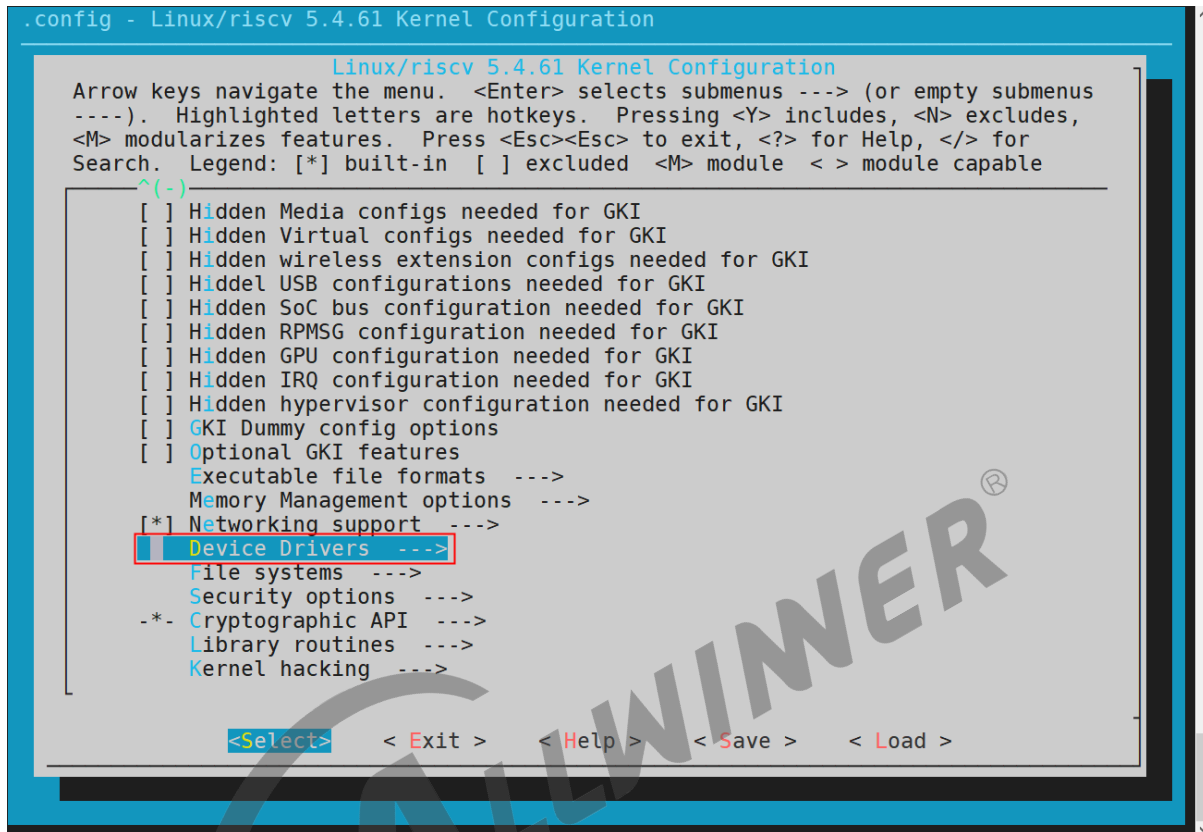 .config - Linux/riscv 5.4.61 Kernel Configuration
Linux/riscv 5.4.61 Kernel Configuration
Arrow keys navigate the menu.  <Enter> selects submenus ---> (or empty submenus
----).  Highlighted letters are hotkeys.  Pressing <Y> includes, <N> excludes,
<M> modularizes features.  Press <Esc><Esc> to exit, <?> for Help, </> for
Search.  Legend: [*] built-in  [ ] excluded  <M> module  < > module capable
^(-)
[ ] Hidden Media configs needed for GKI
[ ] Hidden Virtual configs needed for GKI
[ ] Hidden wireless extension configs needed for GKI
[ ] Hiddel USB configurations needed for GKI
[ ] Hidden SoC bus configuration needed for GKI
[ ] Hidden RPMSG configuration needed for GKI
[ ] Hidden GPU configuration needed for GKI
[ ] Hidden IRQ configuration needed for GKI
[ ] Hidden hypervisor configuration needed for GKI
[ ] GKI Dummy config options
[ ] Optional GKI features
Executable file formats  --->
Memory Management options  --->
[*] Networking support  --->
Device Drivers  --->
File systems  --->
Security options  --->
-*- Cryptographic API  --->
Library routines  --->
Kernel hacking  --->
<Select>    < Exit >    < Help >    < Save >    < Load >
ALLWINNER®